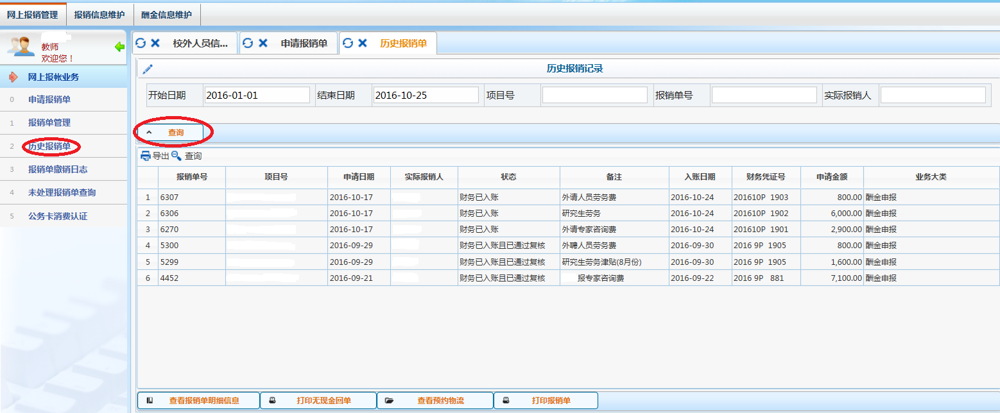 网上报销管理 报销信息维护 酬金信息维护
教师
欢迎您！
网上报帐业务
0 申请报销单
1 报销单管理
2 历史报销单
3 报销单撤销日志
4 未处理报销单查询
5 公务卡消费认证
校外人员信... 申请报销单 历史报销单
历史报销记录
开始日期 2016-01-01 结束日期 2016-10-25 项目号 报销单号 实际报销人
查询
导出 查询
报销单号 项目号 申请日期 实际报销人 状态 备注 入账日期 财务凭证号 申请金额 业务大类
1 6307 2016-10-17 财务已入账 外请人员劳务费 2016-10-24 201610P 1903 800.00 酬金申报
2 6306 2016-10-17 财务已入账 研究生劳务 2016-10-24 201610P 1902 6,000.00 酬金申报
3 6270 2016-10-17 财务已入账 外请专家咨询费 2016-10-24 201610P 1901 2,900.00 酬金申报
4 5300 2016-09-29 财务已入账且已通过复核 外聘人员劳务费 2016-09-30 2016 9P 1905 800.00 酬金申报
5 5299 2016-09-29 财务已入账且已通过复核 研究生劳务津贴(8月份) 2016-09-30 2016 9P 1905 1,600.00 酬金申报
6 4452 2016-09-21 财务已入账且已通过复核 报专家咨询费 2016-09-22 2016 9P 881 7,100.00 酬金申报
查看报销单明细信息 打印无现金回单 查看预约物流 打印报销单